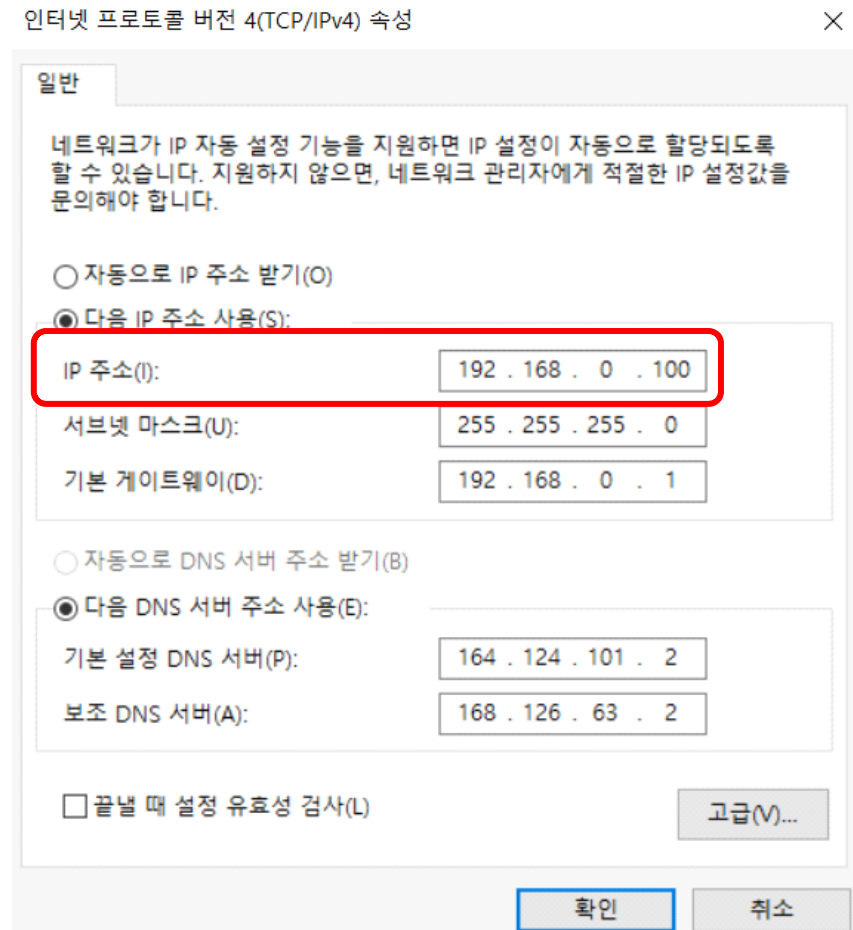 인터넷 프로토콜 버전 4(TCP/IPv4) 속성
일반
네트워크가 IP 자동 설정 기능을 지원하면 IP 설정이 자동으로 할당되도록
할 수 있습니다. 지원하지 않으면, 네트워크 관리자에게 적절한 IP 설정값을
문의해야 합니다.
자동으로 IP 주소 받기(O)
다음 IP 주소 사용(S):
IP 주소(I): 192 . 168 . 0 . 100
서브넷 마스크(U): 255 . 255 . 255 . 0
기본 게이트웨이(D): 192 . 168 . 0 . 1
자동으로 DNS 서버 주소 받기(B)
다음 DNS 서버 주소 사용(E):
기본 설정 DNS 서버(P): 164 . 124 . 101 . 2
보조 DNS 서버(A): 168 . 126 . 63 . 2
끝낼 때 설정 유효성 검사(L)
고급(V)...
확인 취소